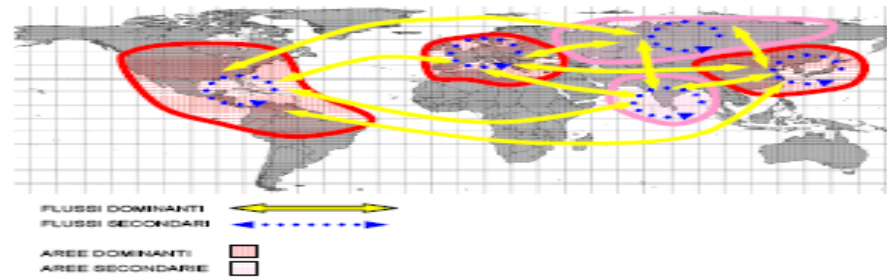 FLUSSI DOMINANTI
FLUSSI SECONDARI
AREE DOMINANTI
AREE SECONDARIE